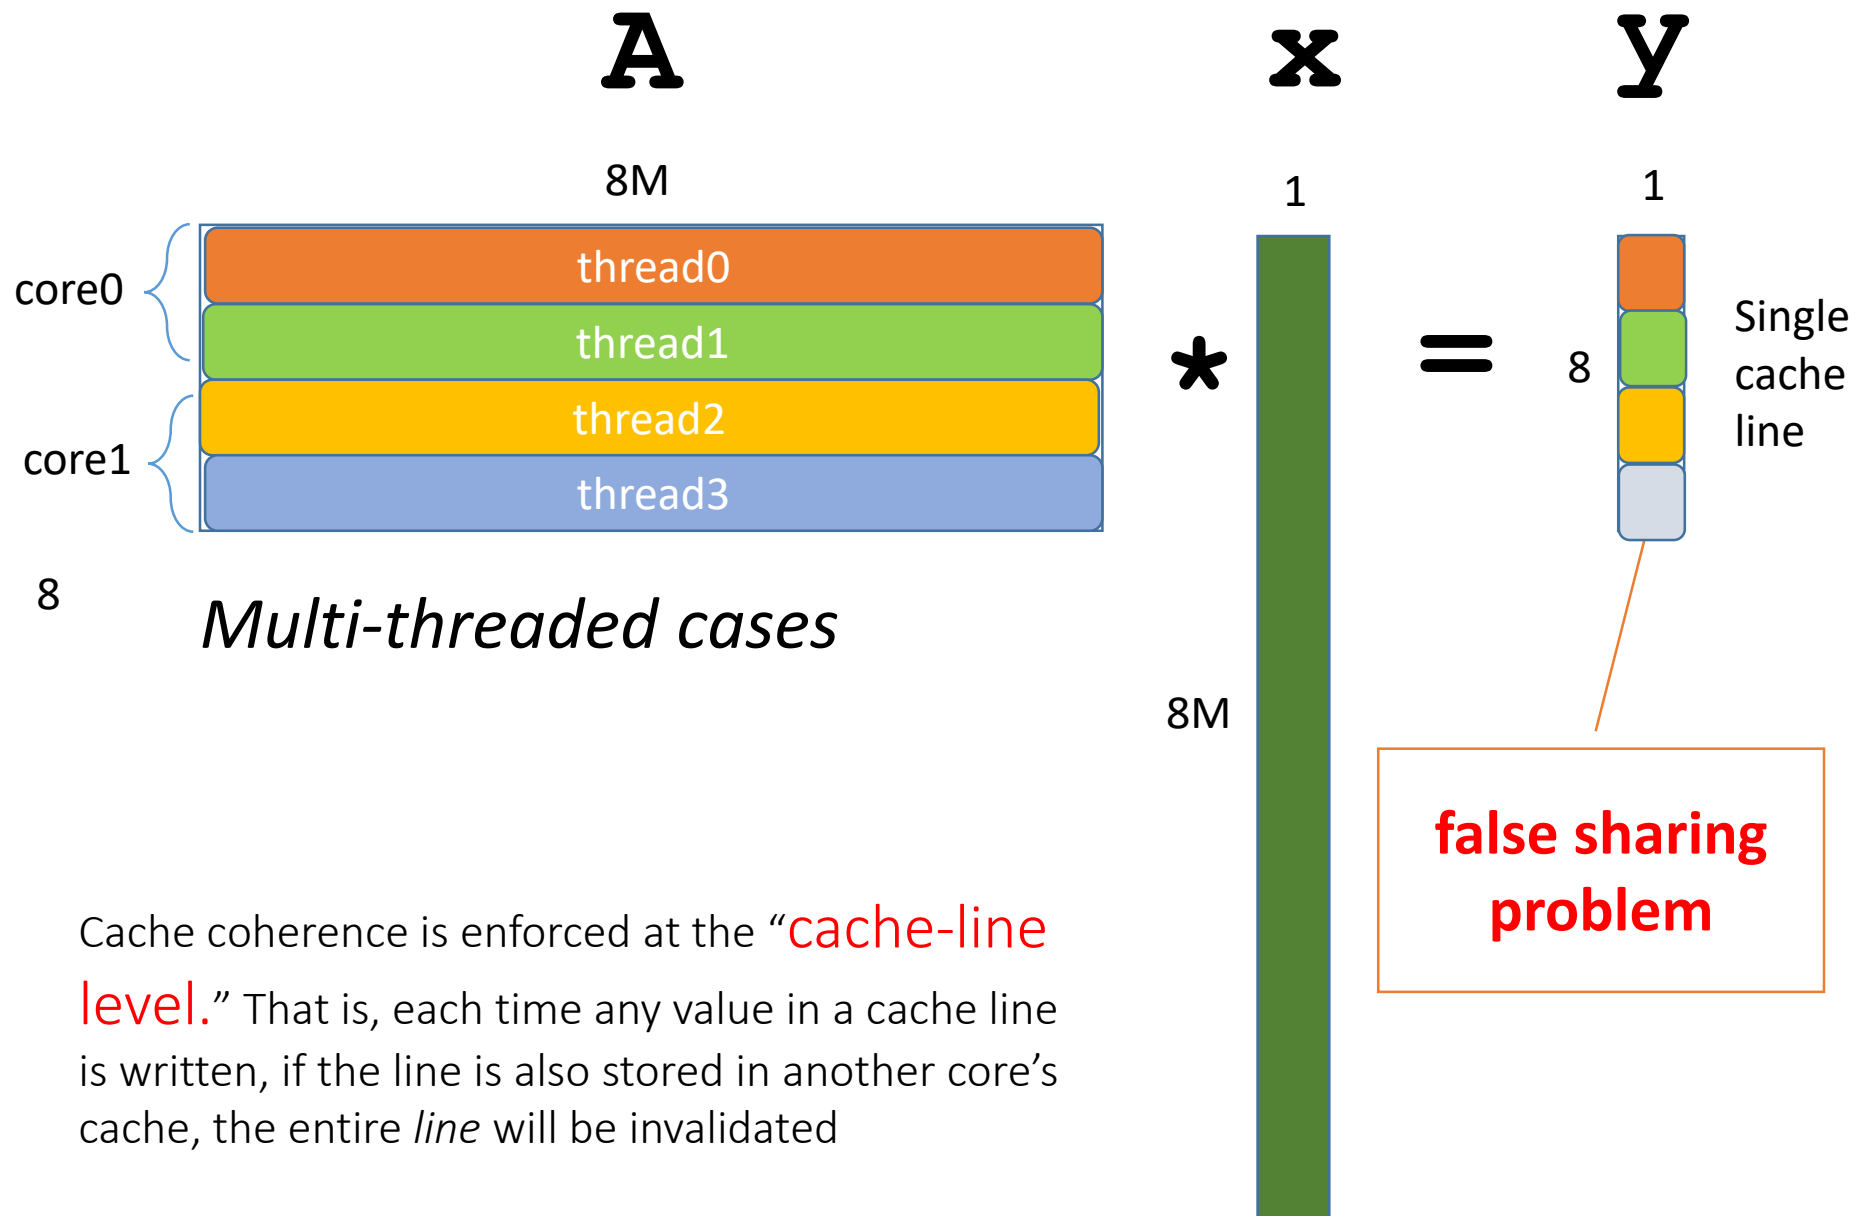 A x y
8M 1 1
core0
thread0
thread1
core1
thread2
thread3
* =
8
Single
cache
line
8
Multi-threaded cases
8M
false sharing
problem
Cache coherence is enforced at the “cache-line
level.” That is, each time any value in a cache line
is written, if the line is also stored in another core’s
cache, the entire line will be invalidated